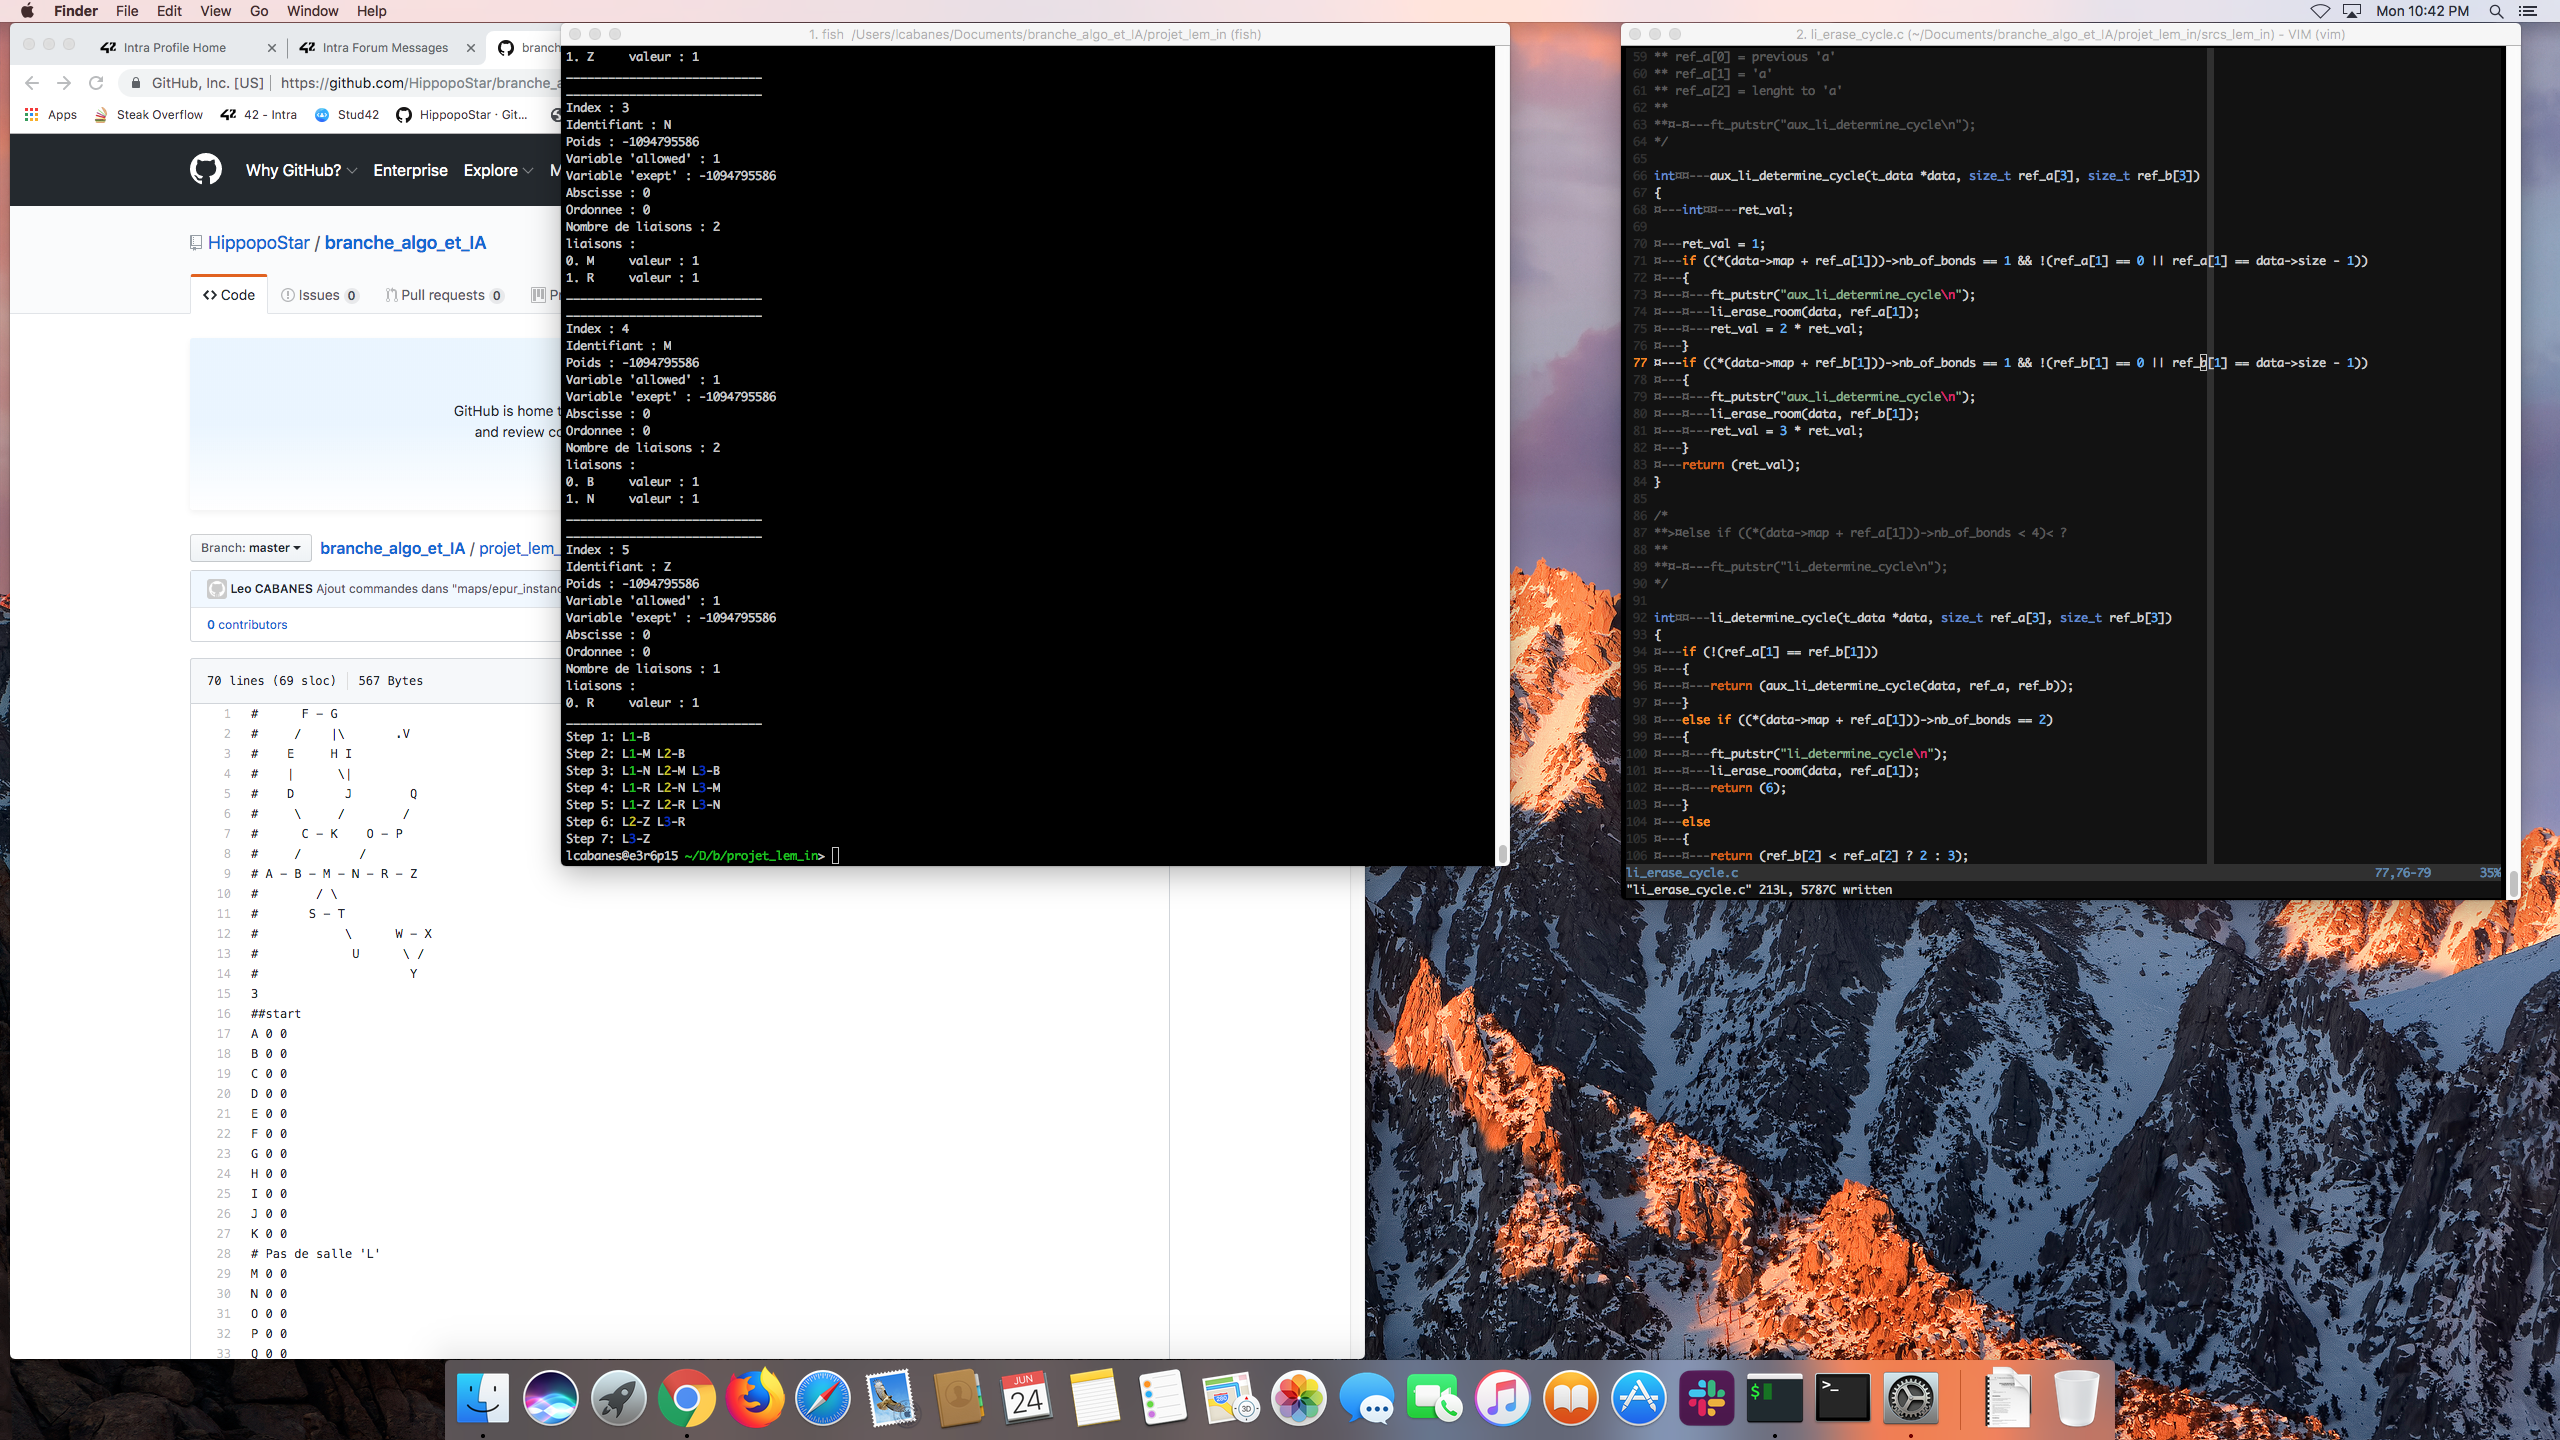 Finder File Edit View Go Window Help
Mon 10:42 PM
Intra Profile Home
Intra Forum Messages
branch
GitHub, Inc. [US] | https://github.com/HippopoStar/branche_a
Apps Steak Overflow 42 - Intra Stud42 HippopoStar · Git...
Why GitHub? Enterprise Explore M
HippopoStar / branche_algo_et_IA
Code Issues 0 Pull requests 0 P
GitHub is home t
and review co
Branch: master branche_algo_et_IA / projet_lem_
Leo CABANES Ajout commandes dans "maps/epur_instanc
0 contributors
70 lines (69 sloc) 567 Bytes
1 #      F - G
2 #     /    |\       .V
3 #    E     H I
4 #    |      \|
5 #    D       J        Q
6 #     \     /        /
7 #      C - K    O - P
8 #     /        /
9 # A - B - M - N - R - Z
10 #        / \
11 #       S - T
12 #            \      W - X
13 #             U      \ /
14 #                     Y
15 3
16 ##start
17 A 0 0
18 B 0 0
19 C 0 0
20 D 0 0
21 E 0 0
22 F 0 0
23 G 0 0
24 H 0 0
25 I 0 0
26 J 0 0
27 K 0 0
28 # Pas de salle 'L'
29 M 0 0
30 N 0 0
31 O 0 0
32 P 0 0
33 Q 0 0
1. fish /Users/lcabanes/Documents/branche_algo_et_IA/projet_lem_in (fish)
1. Z     valeur : 1
____________________________
____________________________
Index : 3
Identifiant : N
Poids : -1094795586
Variable 'allowed' : 1
Variable 'exept' : -1094795586
Abscisse : 0
Ordonnee : 0
Nombre de liaisons : 2
liaisons :
0. M     valeur : 1
1. R     valeur : 1
____________________________
____________________________
Index : 4
Identifiant : M
Poids : -1094795586
Variable 'allowed' : 1
Variable 'exept' : -1094795586
Abscisse : 0
Ordonnee : 0
Nombre de liaisons : 2
liaisons :
0. B     valeur : 1
1. N     valeur : 1
____________________________
____________________________
Index : 5
Identifiant : Z
Poids : -1094795586
Variable 'allowed' : 1
Variable 'exept' : -1094795586
Abscisse : 0
Ordonnee : 0
Nombre de liaisons : 1
liaisons :
0. R     valeur : 1
____________________________
Step 1: L1-B
Step 2: L1-M L2-B
Step 3: L1-N L2-M L3-B
Step 4: L1-R L2-N L3-M
Step 5: L1-Z L2-R L3-N
Step 6: L2-Z L3-R
Step 7: L3-Z
lcabanes@e3r6p15 ~/D/b/projet_lem_in>
2. li_erase_cycle.c (~/Documents/branche_algo_et_IA/projet_lem_in/srcs_lem_in) - VIM (vim)
59 ** ref_a[0] = previous 'a'
60 ** ref_a[1] = 'a'
61 ** ref_a[2] = lenght to 'a'
62 **
63 **¤-¤---ft_putstr("aux_li_determine_cycle\n");
64 */
65
66 int¤¤---aux_li_determine_cycle(t_data *data, size_t ref_a[3], size_t ref_b[3])
67 {
68 ¤---int¤¤---ret_val;
69
70 ¤---ret_val = 1;
71 ¤---if ((*(data->map + ref_a[1]))->nb_of_bonds == 1 && !(ref_a[1] == 0 || ref_a[1] == data->size - 1))
72 ¤---{
73 ¤---¤---ft_putstr("aux_li_determine_cycle\n");
74 ¤---¤---li_erase_room(data, ref_a[1]);
75 ¤---¤---ret_val = 2 * ret_val;
76 ¤---}
77 ¤---if ((*(data->map + ref_b[1]))->nb_of_bonds == 1 && !(ref_b[1] == 0 || ref_b[1] == data->size - 1))
78 ¤---{
79 ¤---¤---ft_putstr("aux_li_determine_cycle\n");
80 ¤---¤---li_erase_room(data, ref_b[1]);
81 ¤---¤---ret_val = 3 * ret_val;
82 ¤---}
83 ¤---return (ret_val);
84 }
85
86 /*
87 **>¤else if ((*(data->map + ref_a[1]))->nb_of_bonds < 4)< ?
88 **
89 **¤-¤---ft_putstr("li_determine_cycle\n");
90 */
91
92 int¤¤---li_determine_cycle(t_data *data, size_t ref_a[3], size_t ref_b[3])
93 {
94 ¤---if (!(ref_a[1] == ref_b[1]))
95 ¤---{
96 ¤---¤---return (aux_li_determine_cycle(data, ref_a, ref_b));
97 ¤---}
98 ¤---else if ((*(data->map + ref_a[1]))->nb_of_bonds == 2)
99 ¤---{
100 ¤---¤---ft_putstr("li_determine_cycle\n");
101 ¤---¤---li_erase_room(data, ref_a[1]);
102 ¤---¤---return (6);
103 ¤---}
104 ¤---else
105 ¤---{
106 ¤---¤---return (ref_b[2] < ref_a[2] ? 2 : 3);
li_erase_cycle.c 77,76-79 35%
"li_erase_cycle.c" 213L, 5787C written
JUN
24
3D